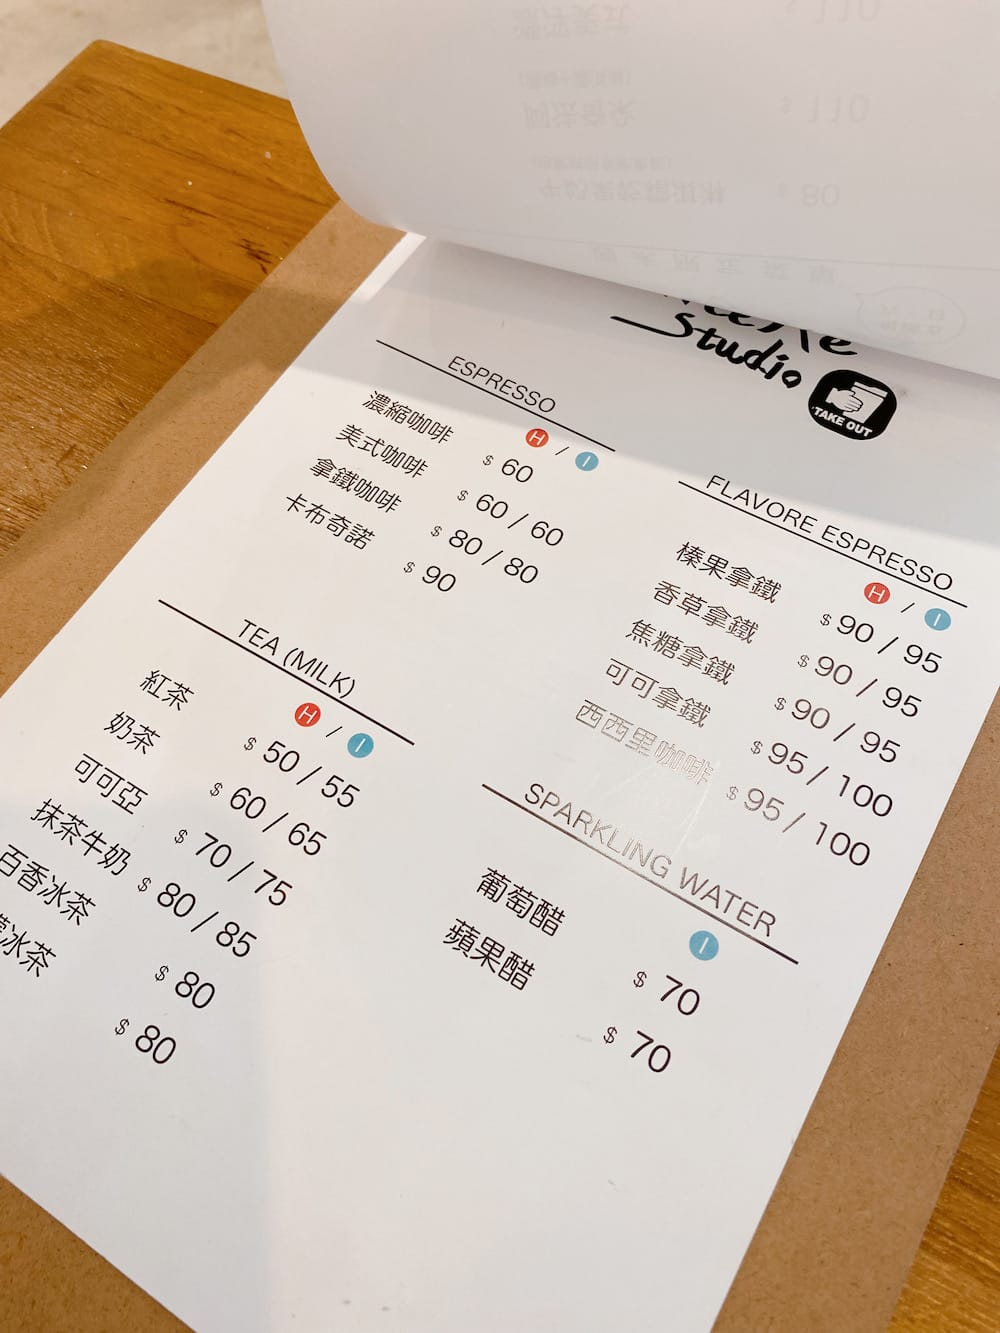 Studio
TAKE OUT
ESPRESSO
H / I
濃縮咖啡 $ 60
美式咖啡 $ 60 / 60
拿鐵咖啡 $ 80 / 80
卡布奇諾 $ 90
FLAVORE ESPRESSO
H / I
榛果拿鐵 $ 90 / 95
香草拿鐵 $ 90 / 95
焦糖拿鐵 $ 90 / 95
可可拿鐵 $ 95 / 100
西西里咖啡 $ 95 / 100
TEA (MILK)
H / I
紅茶 $ 50 / 55
奶茶 $ 60 / 65
可可亞 $ 70 / 75
抹茶牛奶 $ 80 / 85
百香冰茶 $ 80
冰茶 $ 80
SPARKLING WATER
I
葡萄醋 $ 70
蘋果醋 $ 70